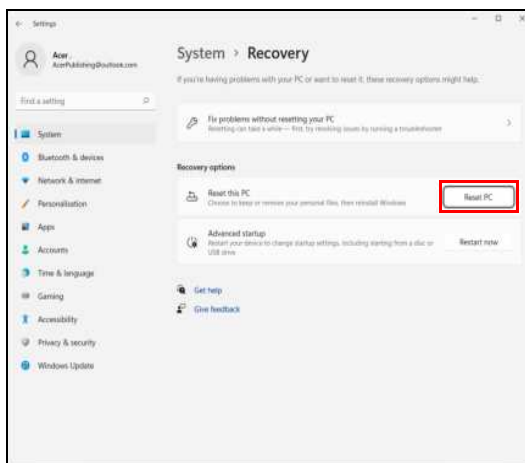 Settings
Acer .
AcerPublishing@outlook.com
Find a setting
System
Bluetooth & devices
Network & internet
Personalization
Apps
Accounts
Time & language
Gaming
Accessibility
Privacy & security
Windows Update
System > Recovery
If you're having problems with your PC or want to reset it, these recovery options might help.
Fix problems without resetting your PC
Resetting can take a while — first, try resolving issues by running a troubleshooter
Recovery options
Reset this PC
Choose to keep or remove your personal files, then reinstall Windows
Reset PC
Advanced startup
Restart your device to change startup settings, including starting from a disc or
USB drive
Restart now
Get help
Give feedback